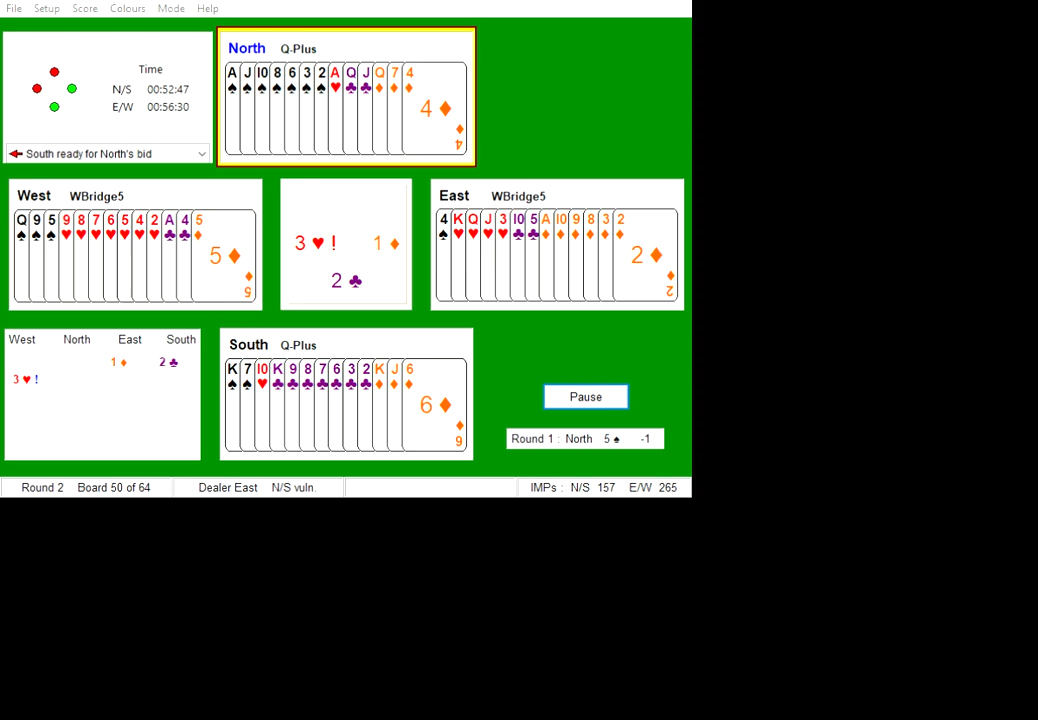 File Setup Score Colours Mode Help
Time
N/S 00:52:47
E/W 00:56:30
South ready for North's bid
North Q-Plus
A J 10 8 6 3 2 A Q J Q 7 4
♠ ♠ ♠ ♠ ♠ ♠ ♠ ♥ ♣ ♣ ♦ ♦ ♦
4 ♦
♦
4
West WBridge5
Q 9 5 9 8 7 6 5 4 2 A 4 5
♠ ♠ ♠ ♥ ♥ ♥ ♥ ♥ ♥ ♥ ♣ ♣ ♦
5 ♦
♦
5
3 ♥ ! 1 ♦
2 ♣
East WBridge5
4 K Q J 3 10 5 A 10 9 8 3 2
♠ ♥ ♥ ♥ ♥ ♣ ♣ ♦ ♦ ♦ ♦ ♦ ♦
2 ♦
♦
2
West North East South
1 ♦ 2 ♣
3 ♥ !
South Q-Plus
K 7 10 K 9 8 7 6 3 2 K J 6
♠ ♠ ♥ ♣ ♣ ♣ ♣ ♣ ♣ ♣ ♦ ♦ ♦
6 ♦
♦
6
Pause
Round 1 : North 5 ♠ -1
Round 2 Board 50 of 64 Dealer East N/S vuln. IMPs : N/S 157 E/W 265